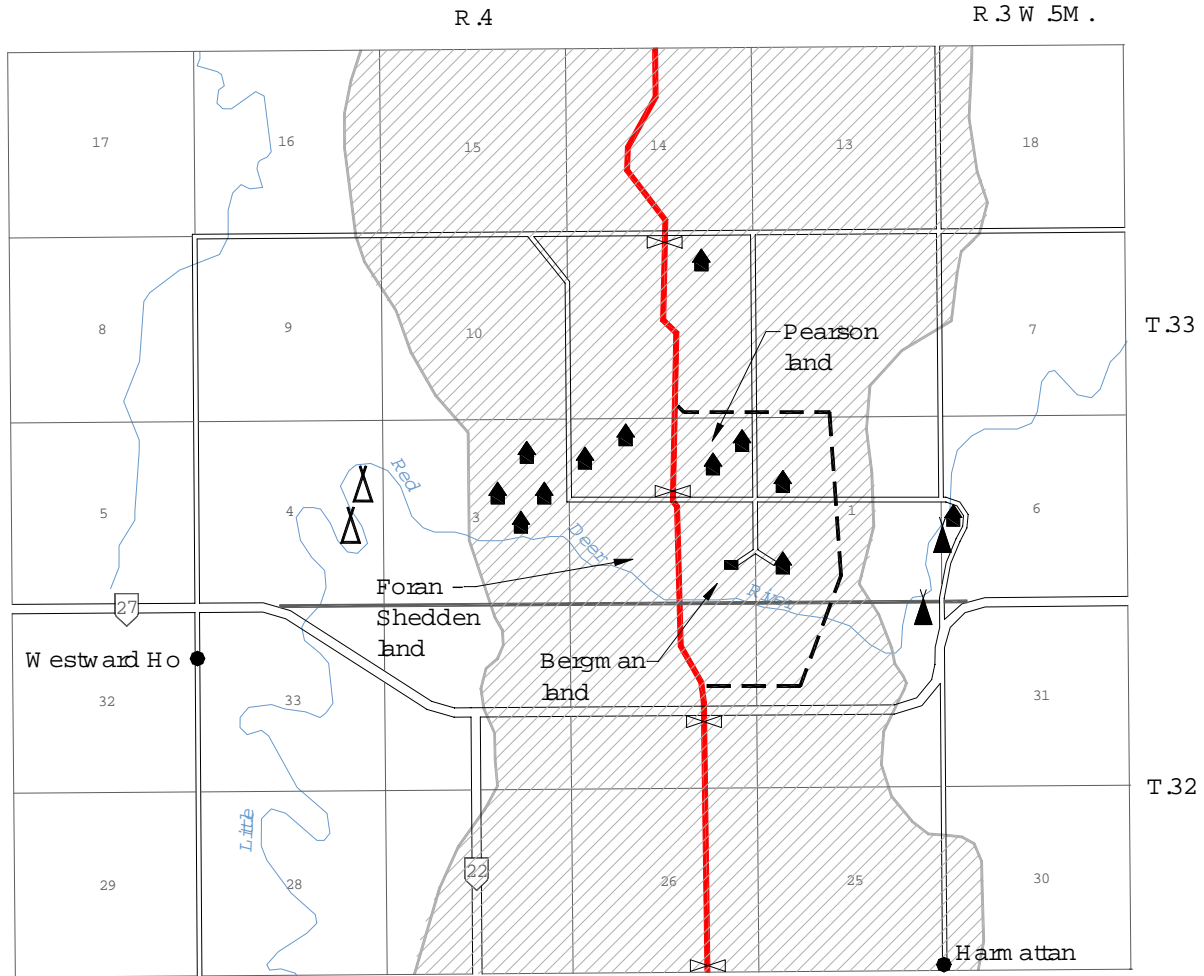 R.4
R.3 W.5M.
17
16
15
14
13
18
8
9
10
7
T.33
Pearson
land
5
4
3
1
6
Red
Deer
River
Foran
Shedden
land
27
Westward Ho
Bergman
land
32
33
31
T.32
Little
22
29
28
26
25
30
Harmattan